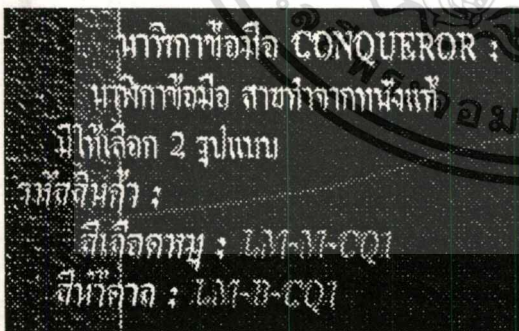 นาฬิกาข้อมือ CONQUEROR :
นาฬิกาข้อมือ สายทำจากหนังแท้
มีให้เลือก 2 รูปแบบ
รหัสสินค้า :
สีเลือดหมู : LM-M-CQ1
สีน้ำตาล : LM-B-CQ1